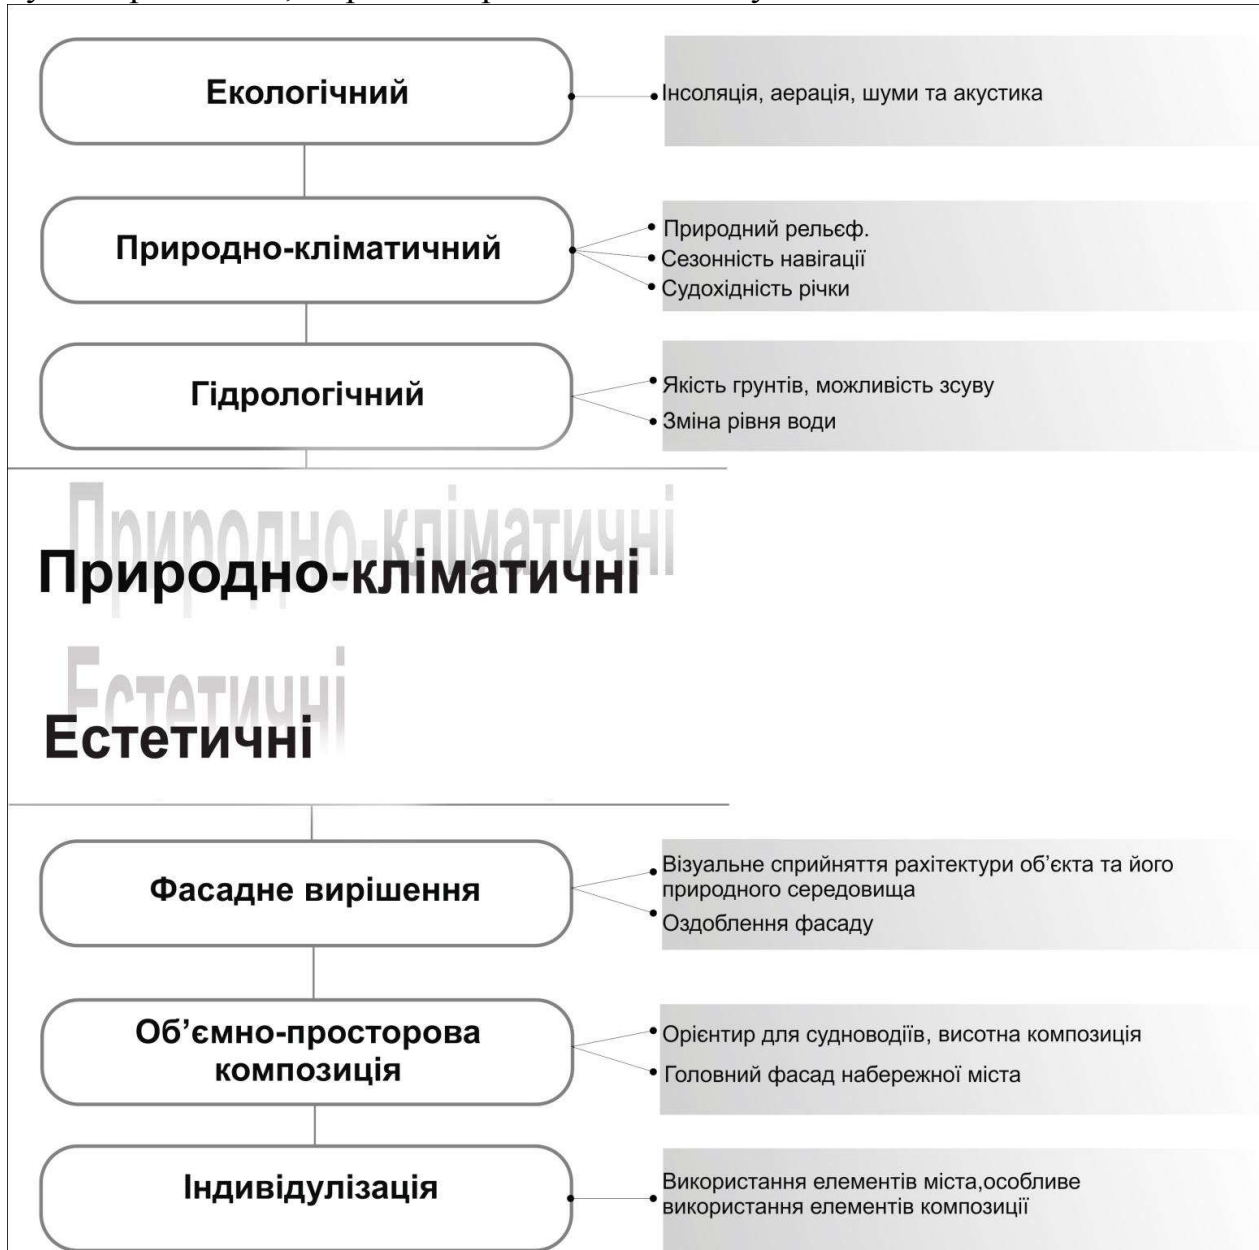 Екологічний
Інсоляція, аерація, шуми та акустика
Природно-кліматичний
Природний рельєф.
Сезонність навігації
Судохідність річки
Гідрологічний
Якість грунтів, можливість зсуву
Зміна рівня води
Природно-кліматичні
Природно-кліматичні
Естетичні
Естетичні
Фасадне вирішення
Візуальне сприйняття рахітектури об’єкта та його
природного середовища
Оздоблення фасаду
Об’ємно-просторова
композиція
Орієнтир для судноводіїв, висотна композиція
Головний фасад набережної міста
Індивідулізація
Використання елементів міста,особливе
використання елементів композиції